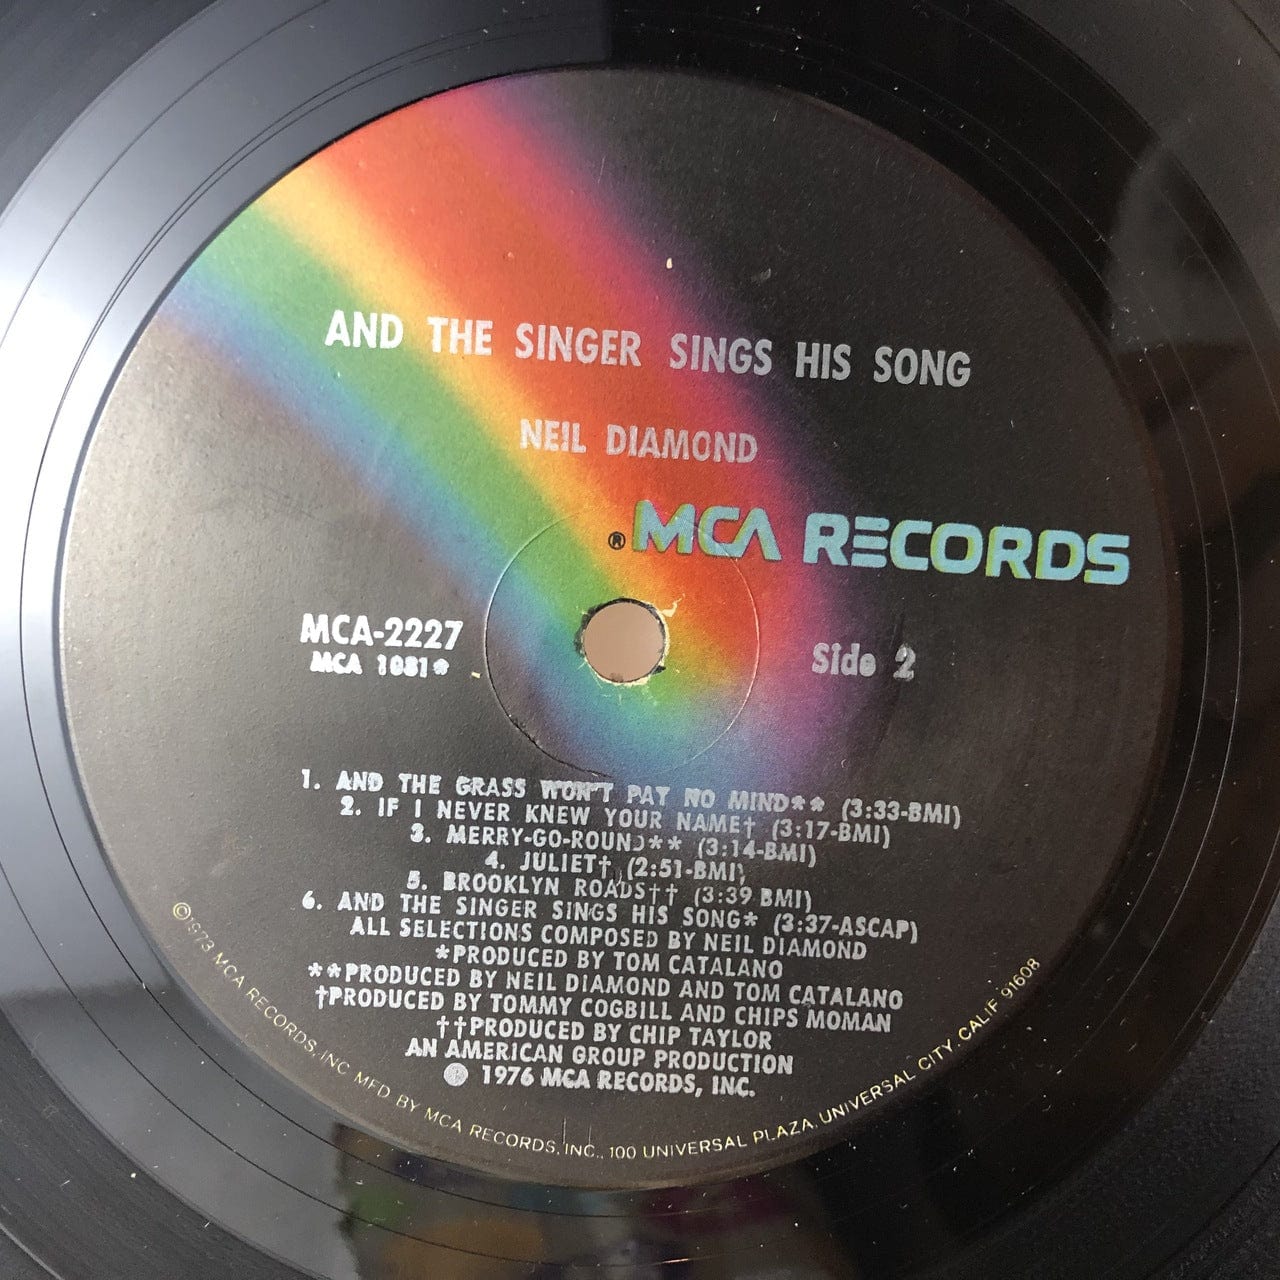 AND THE SINGER SINGS HIS SONG
NEIL DIAMOND
® MCA RECORDS
MCA-2227
MCA 1081*
Side 2
1. AND THE GRASS WON'T PAY NO MIND** (3:33-BMI)
2. IF I NEVER KNEW YOUR NAME† (3:17-BMI)
3. MERRY-GO-ROUND** (3:14-BMI)
4. JULIET† (2:51-BMI)
5. BROOKLYN ROADS†† (3:39 BMI)
6. AND THE SINGER SINGS HIS SONG* (3:37-ASCAP)
ALL SELECTIONS COMPOSED BY NEIL DIAMOND
*PRODUCED BY TOM CATALANO
**PRODUCED BY NEIL DIAMOND AND TOM CATALANO
†PRODUCED BY TOMMY COGBILL AND CHIPS MOMAN
††PRODUCED BY CHIP TAYLOR
AN AMERICAN GROUP PRODUCTION
℗ 1976 MCA RECORDS, INC.
©1973 MCA RECORDS, INC MFD BY MCA RECORDS, INC., 100 UNIVERSAL PLAZA, UNIVERSAL CITY, CALIF 91608